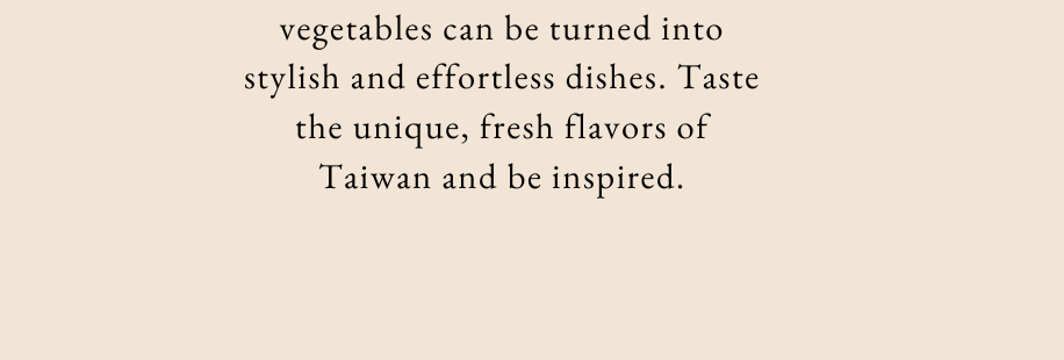 vegetables can be turned into
stylish and effortless dishes. Taste
the unique, fresh flavors of
Taiwan and be inspired.